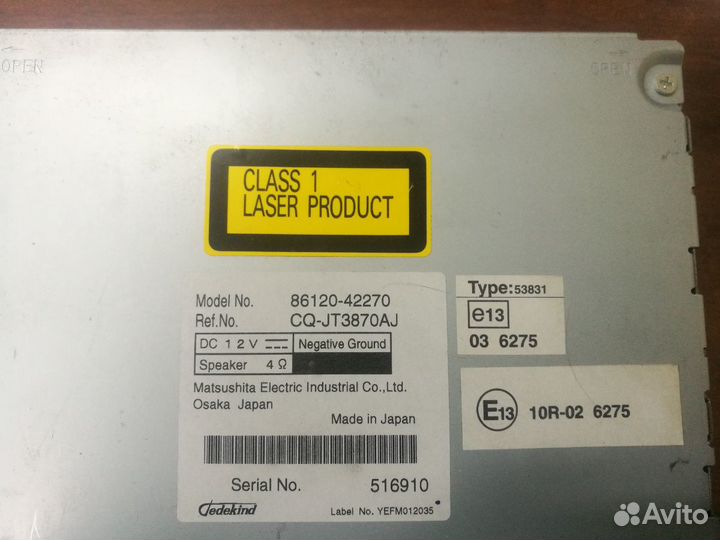 OPEN
OPEN
CLASS 1
LASER PRODUCT
Model No. 86120-42270
Ref.No. CQ-JT3870AJ
DC 12V Negative Ground
Speaker 4 Ω
Matsushita Electric Industrial Co.,Ltd.
Osaka Japan
Made in Japan
Serial No. 516910
Jedekind Label No. YEFM012035
Type:53831
e13
03 6275
E13 10R-02 6275
Avito